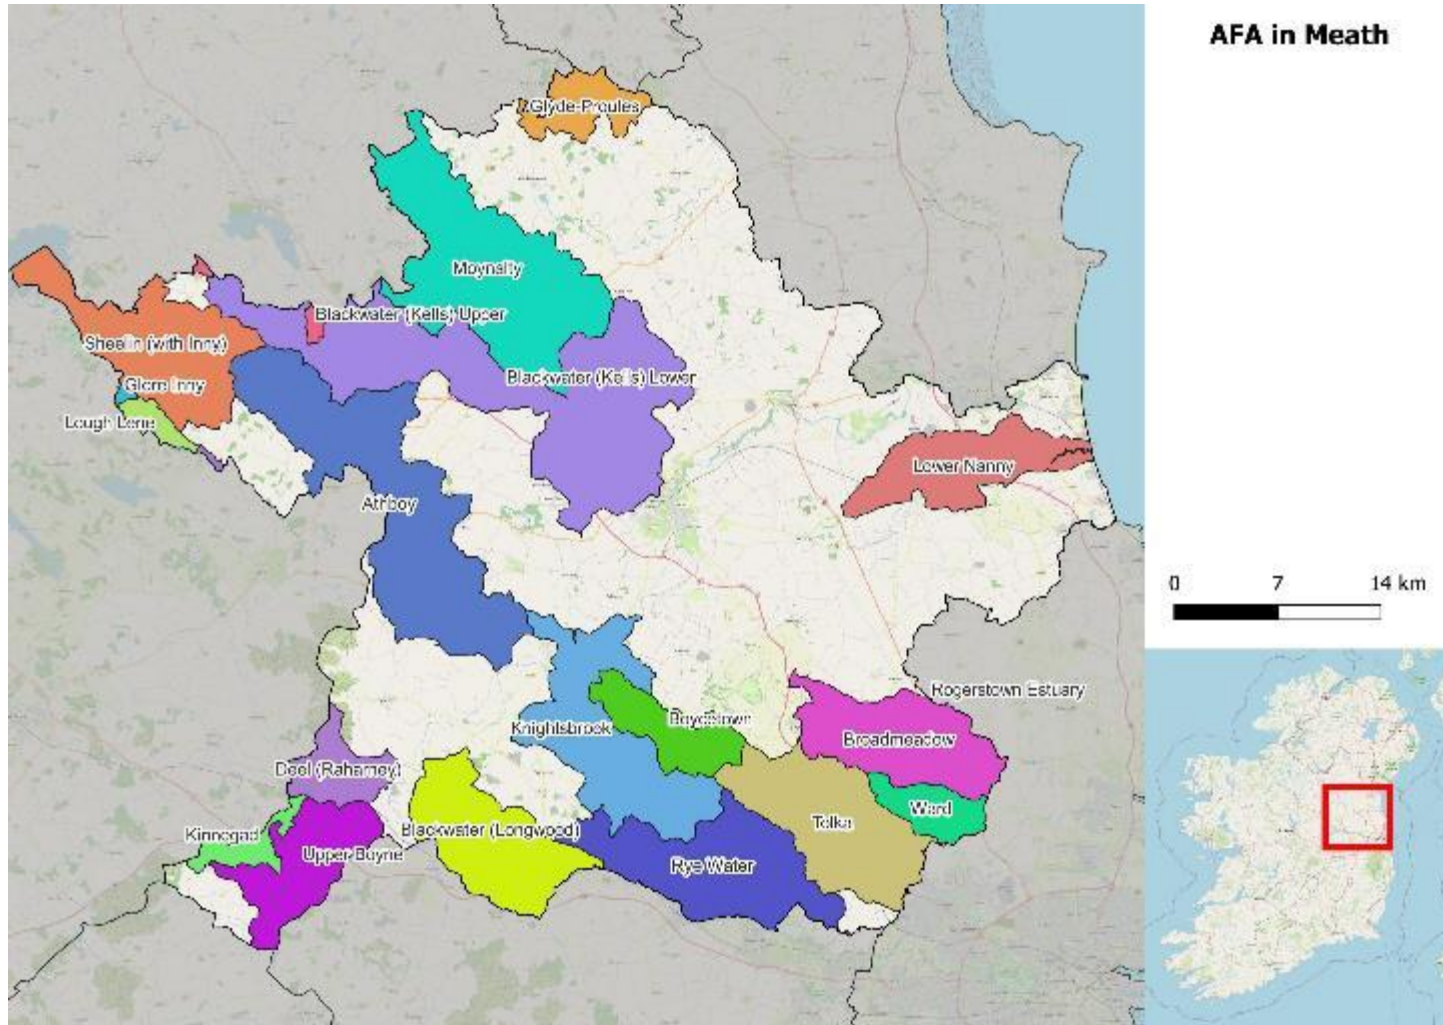 AFA in Meath
Glyde-Proules
Moynalty
Blackwater (Kells) Upper
Sheelin (with Inny)
Blackwater (Kells) Lower
Glore Inny
Lough Lene
Lower Nanny
Athboy
Rogerstown Estuary
Boycetown
Knightsbrook
Broadmeadow
Deel (Raharney)
Ward
Tolka
Blackwater (Longwood)
Kinnegad
Upper Boyne
Rye Water
0 7 14 km